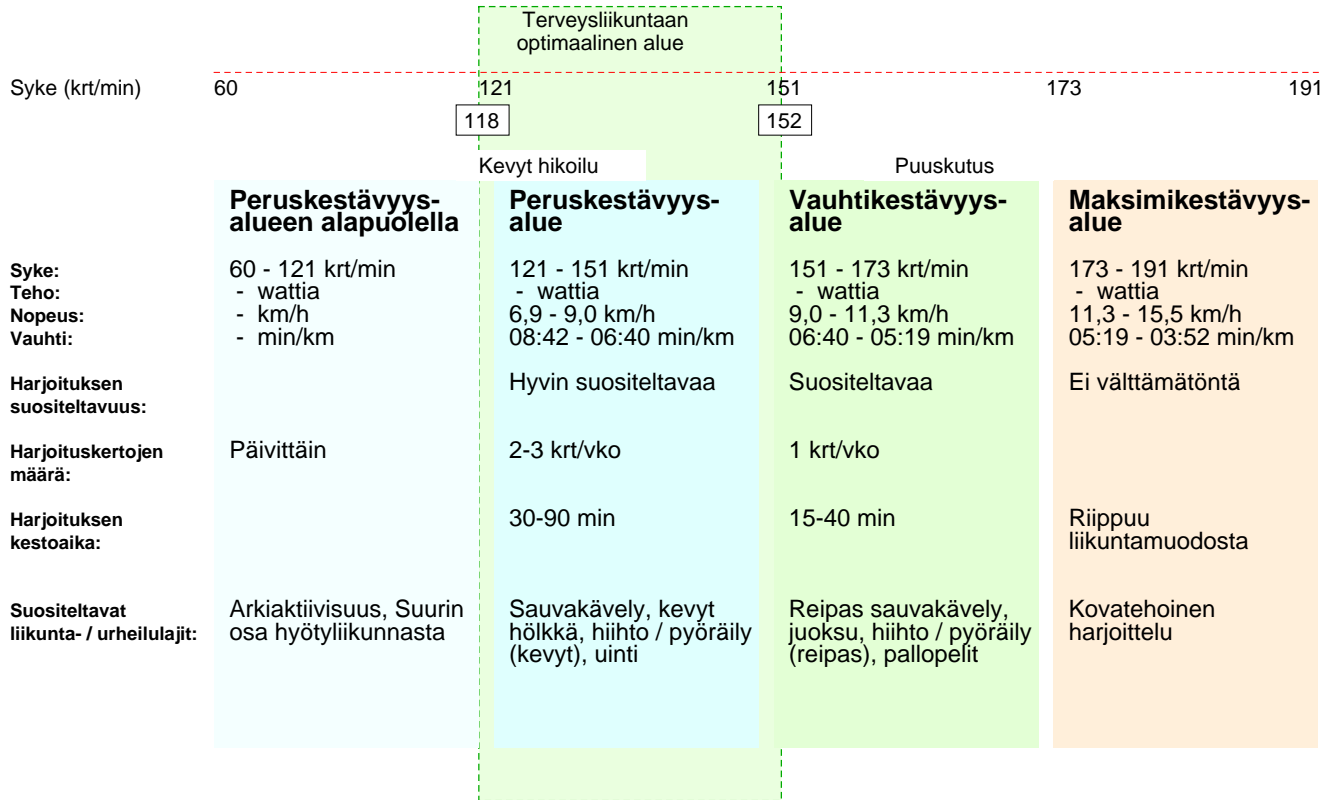 Terveysliikuntaan
optimaalinen alue
Syke (krt/min) 60 121 151 173 191
118 152
Kevyt hikoilu Puuskutus
Peruskestävyys-
alueen alapuolella
Peruskestävyys-
alue
Vauhtikestävyys-
alue
Maksimikestävyys-
alue
Syke: 60 - 121 krt/min 121 - 151 krt/min 151 - 173 krt/min 173 - 191 krt/min
Teho: - wattia - wattia - wattia - wattia
Nopeus: - km/h 6,9 - 9,0 km/h 9,0 - 11,3 km/h 11,3 - 15,5 km/h
Vauhti: - min/km 08:42 - 06:40 min/km 06:40 - 05:19 min/km 05:19 - 03:52 min/km
Harjoituksen
suositeltavuus:
Hyvin suositeltavaa Suositeltavaa Ei välttämätöntä
Harjoituskertojen
määrä:
Päivittäin 2-3 krt/vko 1 krt/vko
Harjoituksen
kestoaika:
30-90 min 15-40 min
Riippuu
liikuntamuodosta
Suositeltavat
liikunta- / urheilulajit:
Arkiaktiivisuus, Suurin
osa hyötyliikunnasta
Sauvakävely, kevyt
hölkkä, hiihto / pyöräily
(kevyt), uinti
Reipas sauvakävely,
juoksu, hiihto / pyöräily
(reipas), pallopelit
Kovatehoinen
harjoittelu